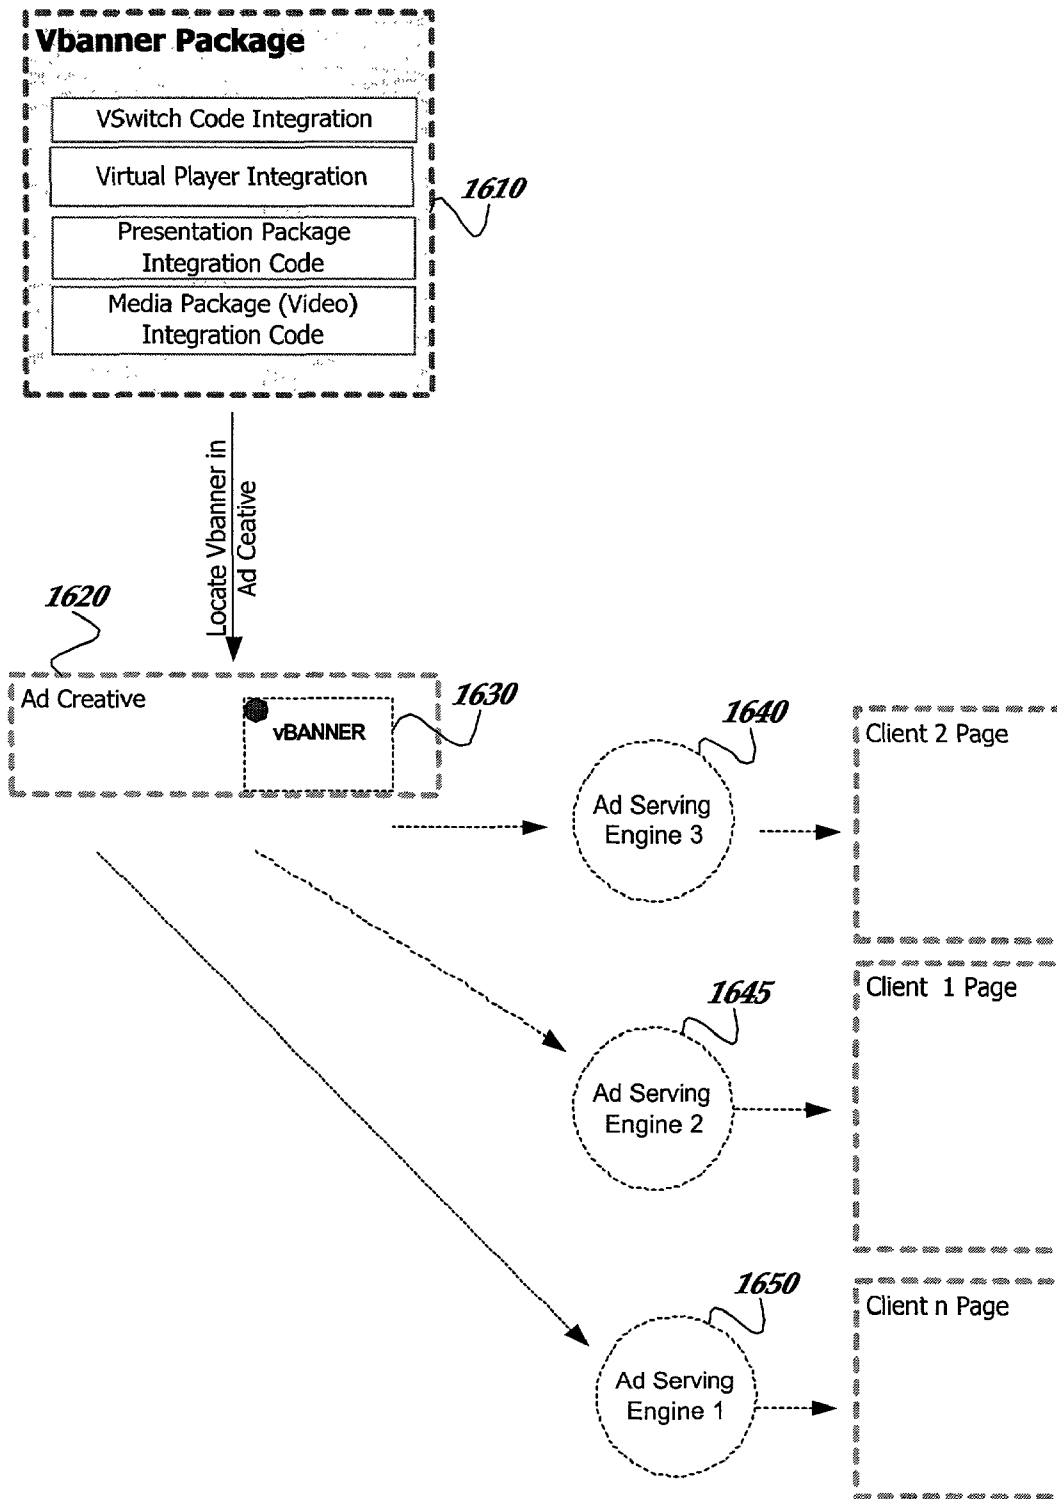 Vbanner Package
VSwitch Code Integration
Virtual Player Integration
1610
Presentation Package
Integration Code
Media Package (Video)
Integration Code
Locate Vbanner in
Ad Ceative
1620
Ad Creative
vBANNER
1630
1640
Ad Serving
Engine 3
Client 2 Page
1645
Ad Serving
Engine 2
Client 1 Page
1650
Ad Serving
Engine 1
Client n Page